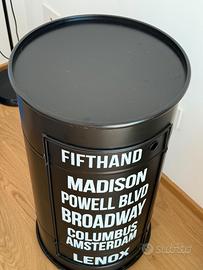 FIFTHAND
MADISON
POWELL BLVD
BROADWAY
COLUMBUS
AMSTERDAM
LENOX
subito